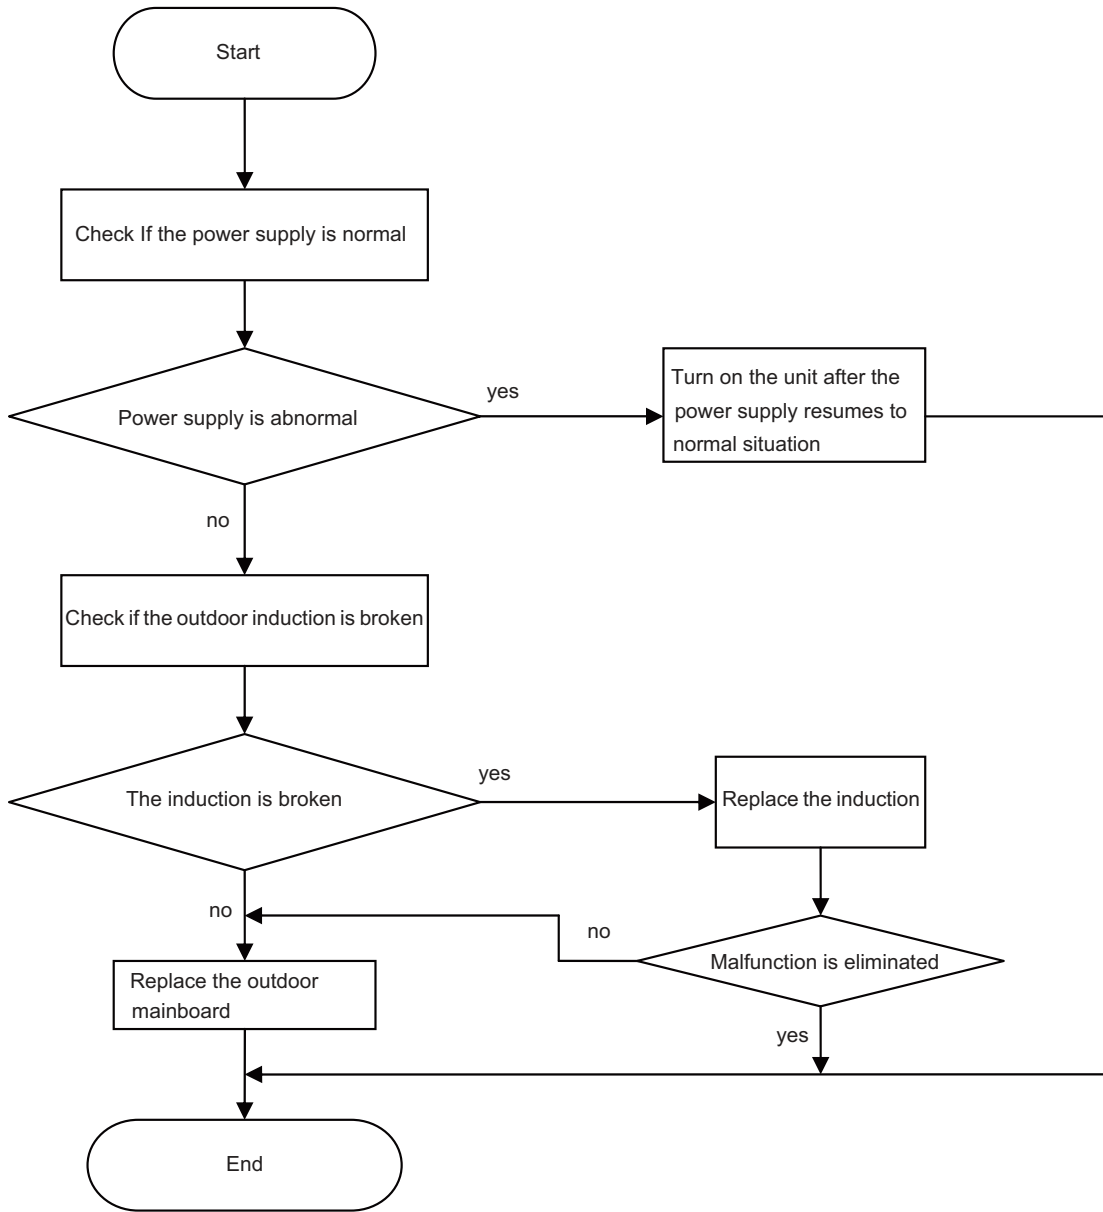 Start
Check If the power supply is normal
Power supply is abnormal
yes
Turn on the unit after the
power supply resumes to
normal situation
no
Check if the outdoor induction is broken
The induction is broken
yes
Replace the induction
no
no
Malfunction is eliminated
Replace the outdoor
mainboard
yes
End